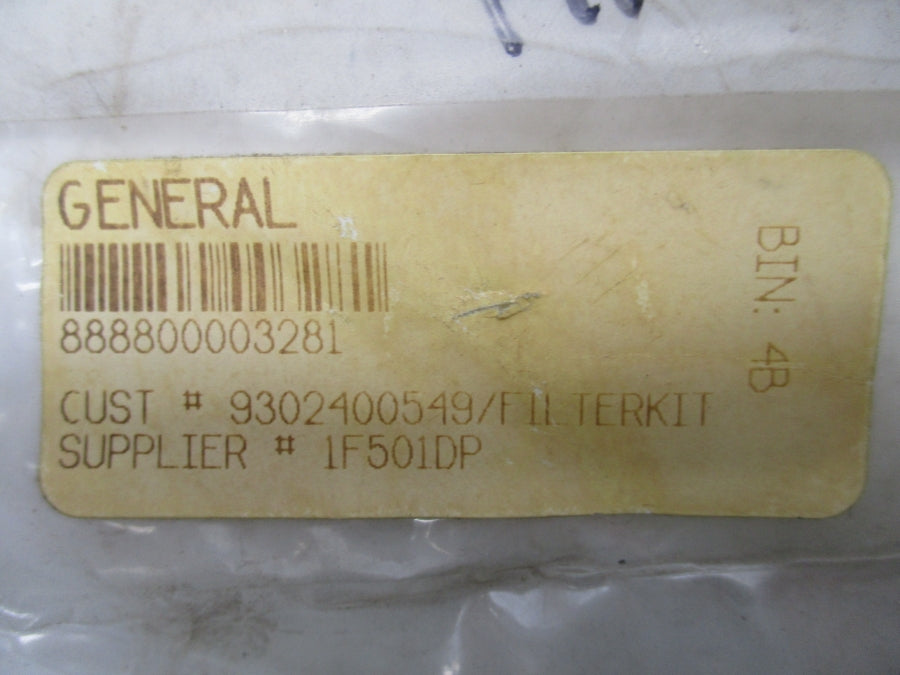 GENERAL
888800003281
CUST # 9302400549/FILTERKIT
SUPPLIER # 1F501DP
BIN: 4B